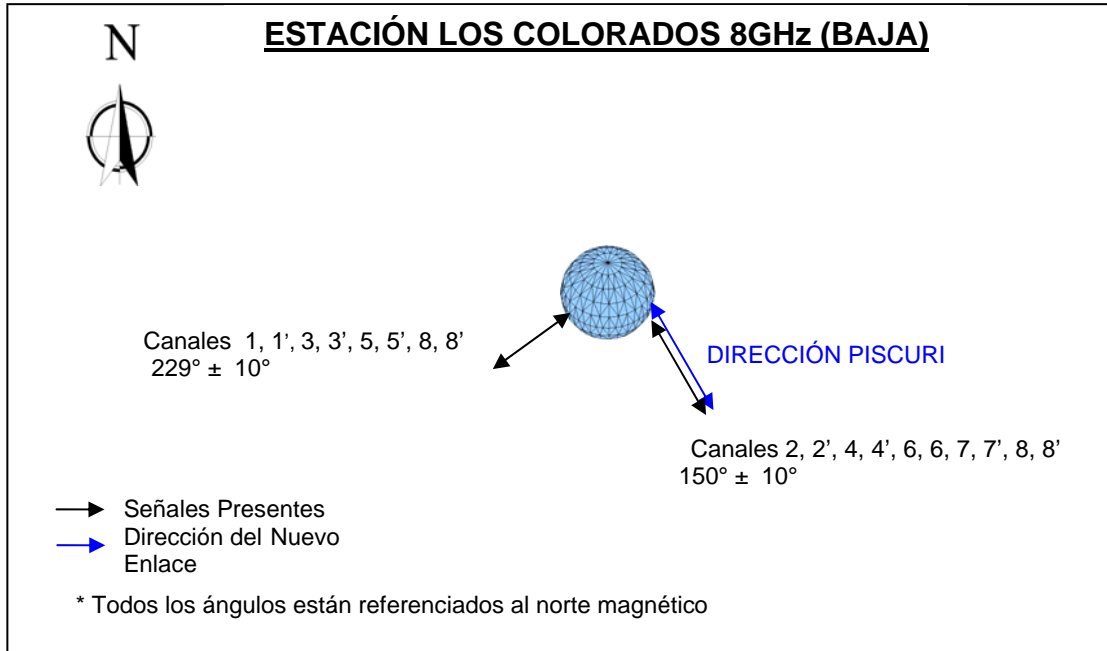 ESTACIÓN LOS COLORADOS 8GHz (BAJA)
N
Canales 1, 1', 3, 3', 5, 5', 8, 8'
229° ± 10°
DIRECCIÓN PISCURI
Canales 2, 2’, 4, 4’, 6, 6, 7, 7’, 8, 8’
150° ± 10°
Señales Presentes
Dirección del Nuevo
Enlace
* Todos los ángulos están referenciados al norte magnético